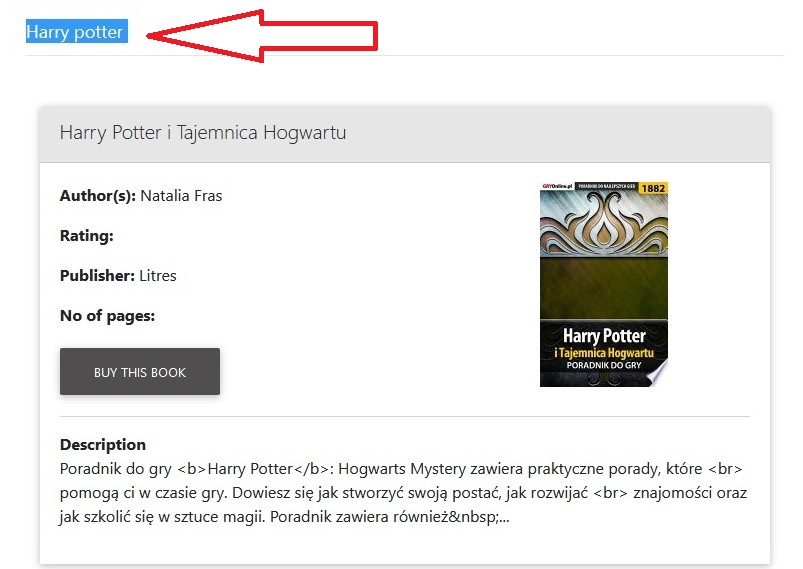 Harry potter
Harry Potter i Tajemnica Hogwartu
Author(s): Natalia Fras
Rating:
Publisher: Litres
No of pages:
BUY THIS BOOK
GRYOnline.pl PORADNIKI DO NAJLEPSZYCH GIER 1882
Harry Potter
i Tajemnica Hogwartu
PORADNIK DO GRY
Description
Poradnik do gry <b>Harry Potter</b>: Hogwarts Mystery zawiera praktyczne porady, które <br>
pomogą ci w czasie gry. Dowiesz się jak stworzyć swoją postać, jak rozwijać <br> znajomości oraz
jak szkolić się w sztuce magii. Poradnik zawiera również&nbsp;...